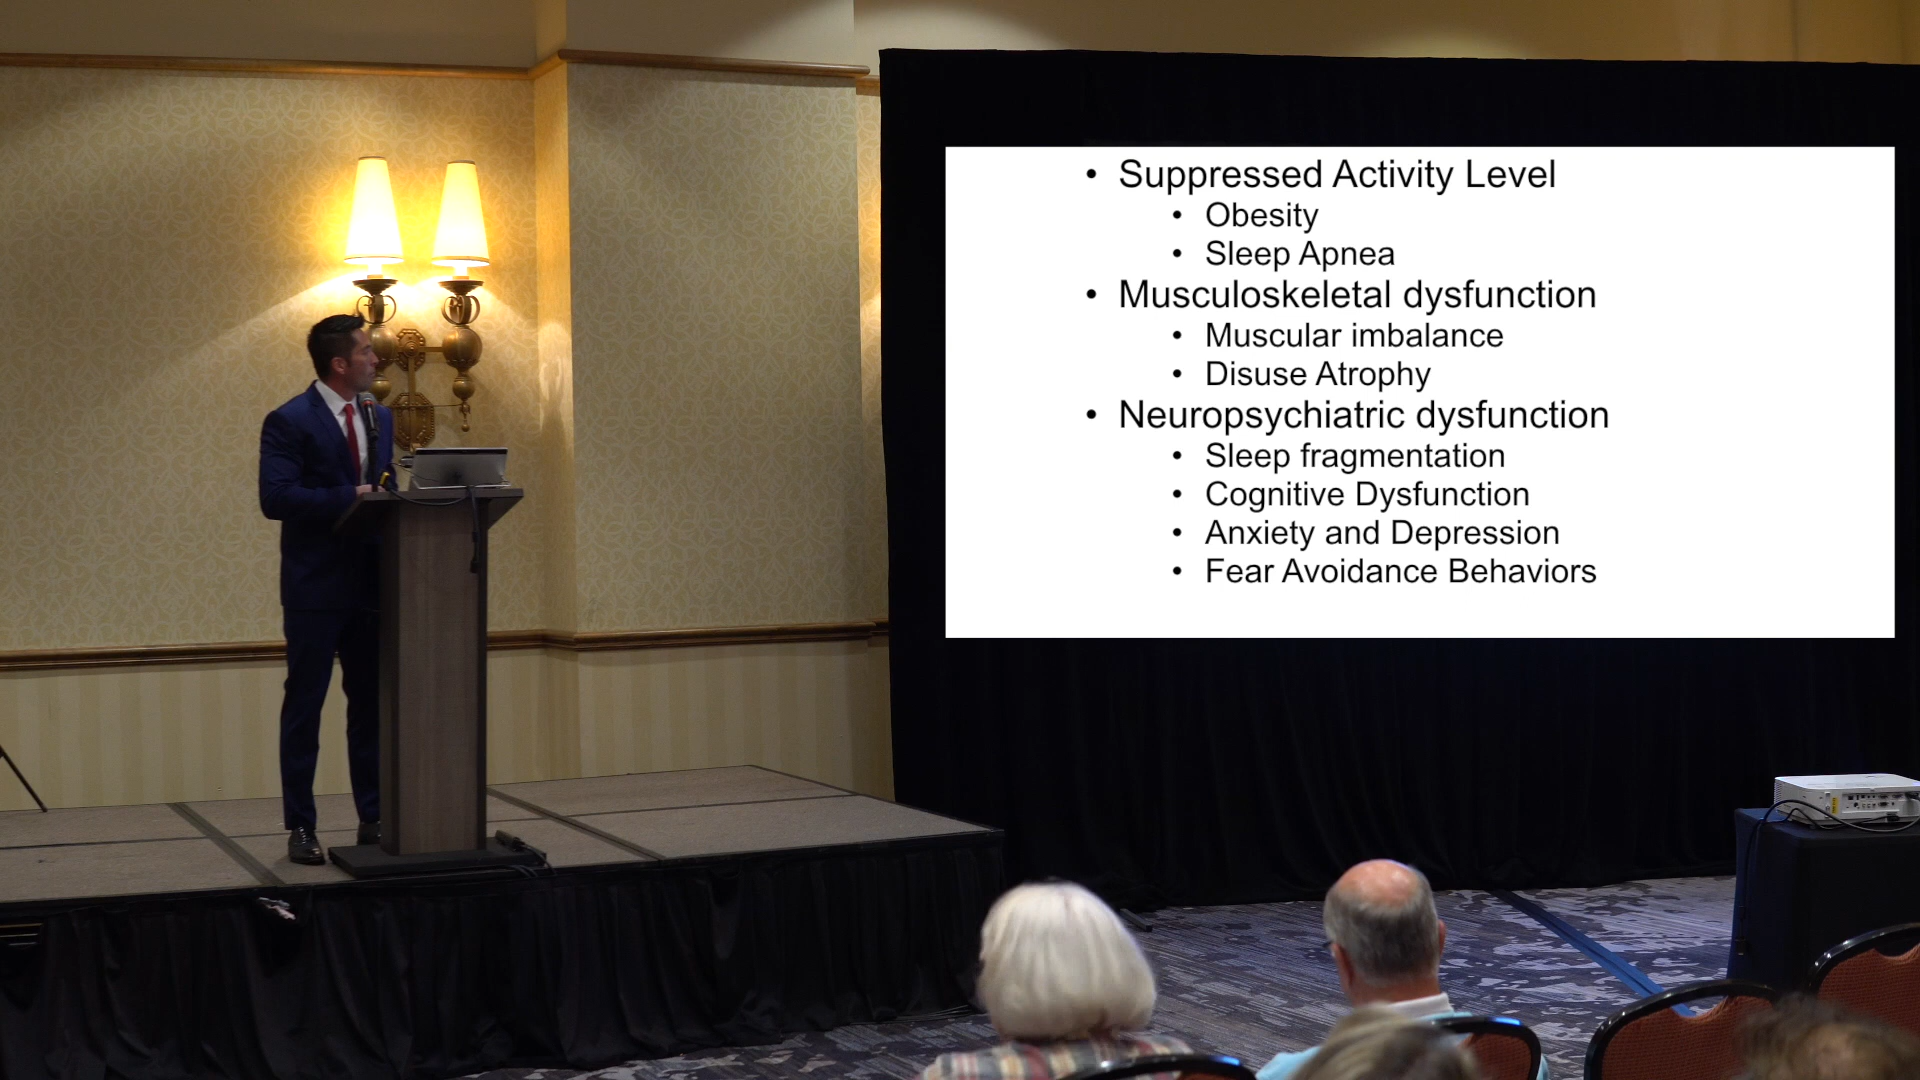 • Suppressed Activity Level
• Obesity
• Sleep Apnea
• Musculoskeletal dysfunction
• Muscular imbalance
• Disuse Atrophy
• Neuropsychiatric dysfunction
• Sleep fragmentation
• Cognitive Dysfunction
• Anxiety and Depression
• Fear Avoidance Behaviors